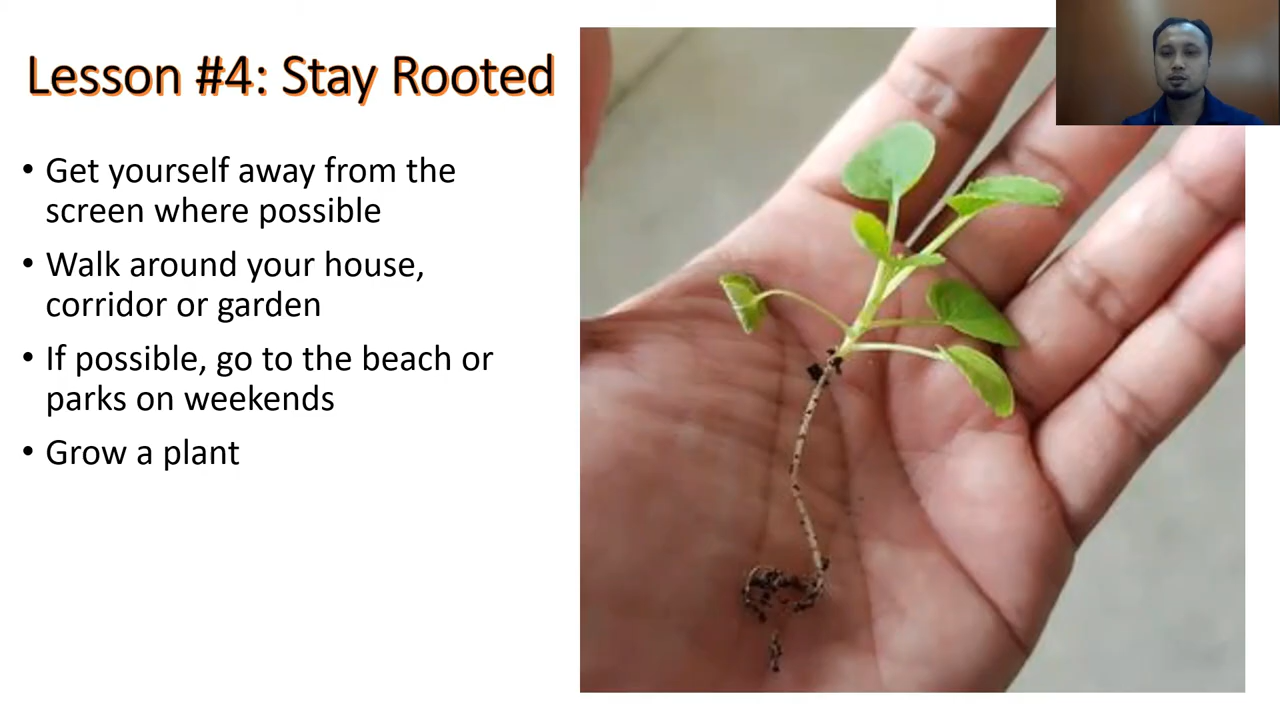 Lesson #4: Stay Rooted
• Get yourself away from the
screen where possible
• Walk around your house,
corridor or garden
• If possible, go to the beach or
parks on weekends
• Grow a plant